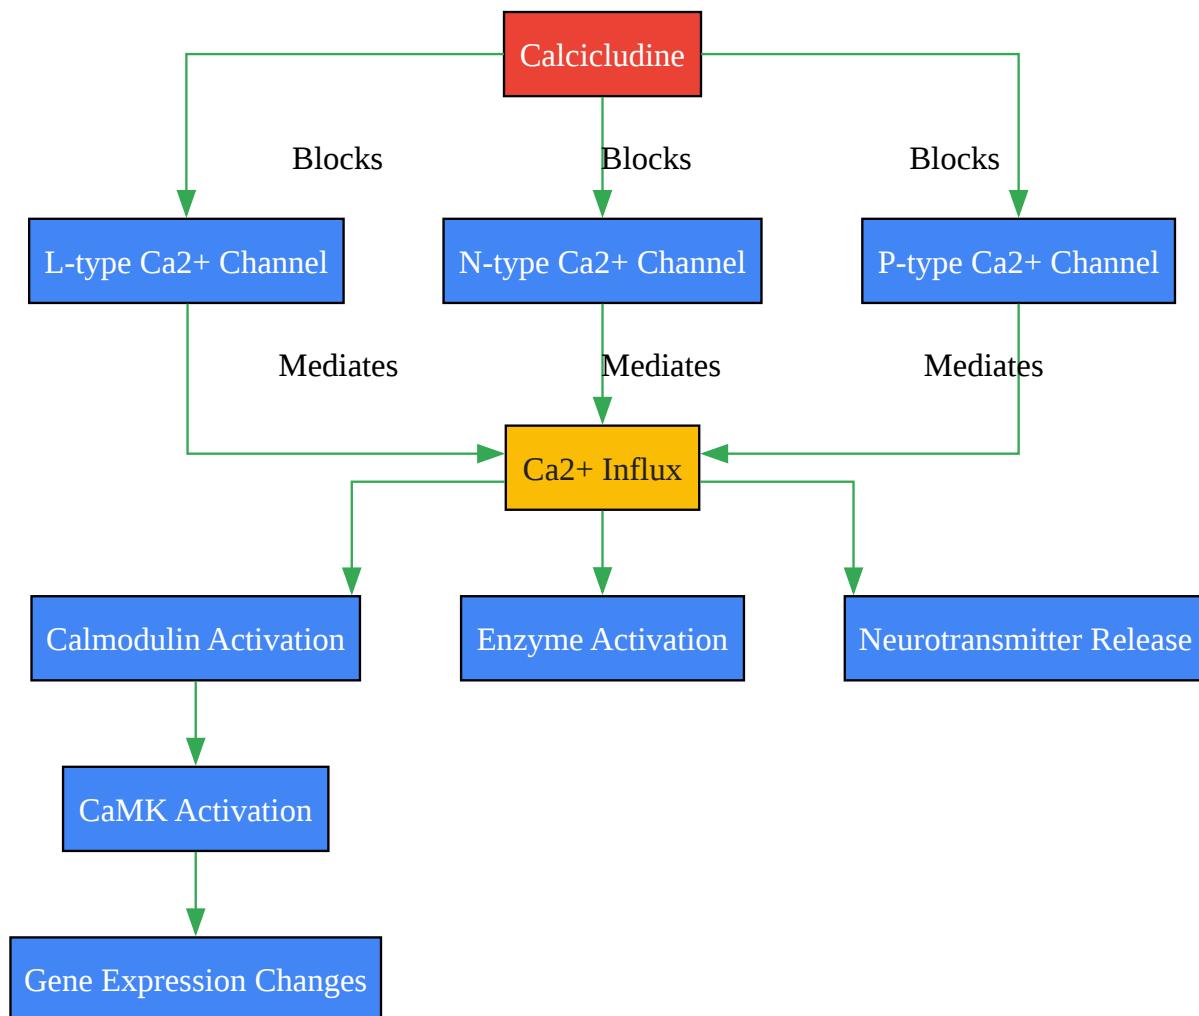 Calcicludine
Blocks
Blocks
Blocks
L-type Ca2+ Channel
N-type Ca2+ Channel
P-type Ca2+ Channel
Mediates
Mediates
Mediates
Ca2+ Influx
Calmodulin Activation
Enzyme Activation
Neurotransmitter Release
CaMK Activation
Gene Expression Changes